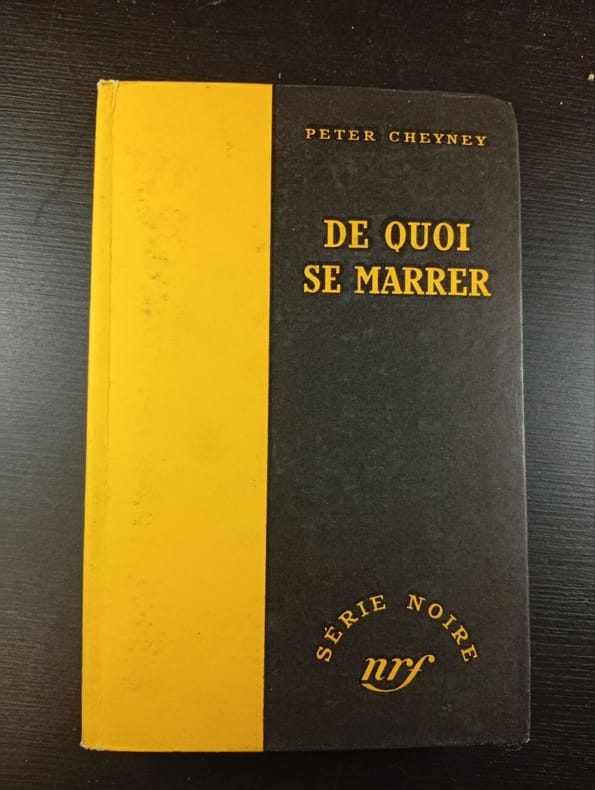 PETER CHEYNEY
DE QUOI
SE MARRER
SÉRIE NOIRE
nrf